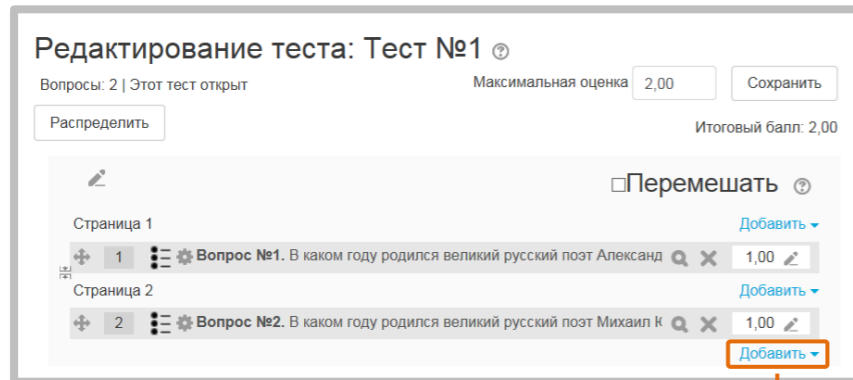 Редактирование теста: Тест №1
Вопросы: 2 | Этот тест открыт Максимальная оценка 2,00 Сохранить
Распределить Итоговый балл: 2,00
Перемешать
Страница 1 Добавить
1 Вопрос №1. В каком году родился великий русский поэт Александ 1,00
Страница 2 Добавить
2 Вопрос №2. В каком году родился великий русский поэт Михаил К 1,00
Добавить